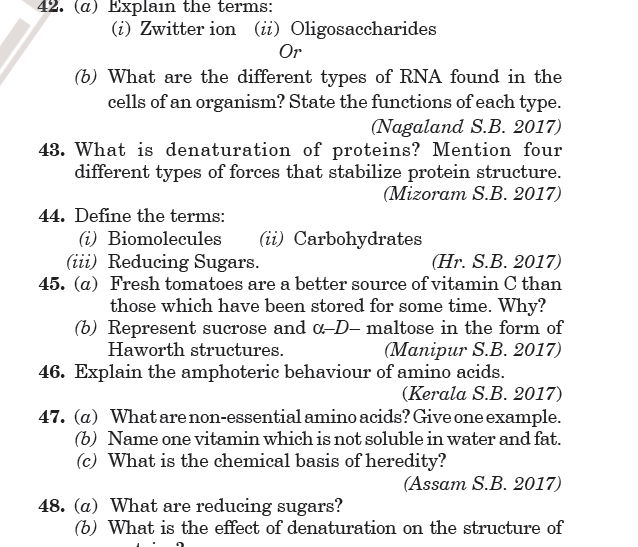 42. (a) Explain the terms:
(i) Zwitter ion (ii) Oligosaccharides
Or
(b) What are the different types of RNA found in the
cells of an organism? State the functions of each type.
(Nagaland S.B. 2017)
43. What is denaturation of proteins? Mention four
different types of forces that stabilize protein structure.
(Mizoram S.B. 2017)
44. Define the terms:
(i) Biomolecules (ii) Carbohydrates
(iii) Reducing Sugars. (Hr. S.B. 2017)
45. (a) Fresh tomatoes are a better source of vitamin C than
those which have been stored for some time. Why?
(b) Represent sucrose and α–D– maltose in the form of
Haworth structures. (Manipur S.B. 2017)
46. Explain the amphoteric behaviour of amino acids.
(Kerala S.B. 2017)
47. (a) What are non-essential amino acids? Give one example.
(b) Name one vitamin which is not soluble in water and fat.
(c) What is the chemical basis of heredity?
(Assam S.B. 2017)
48. (a) What are reducing sugars?
(b) What is the effect of denaturation on the structure of